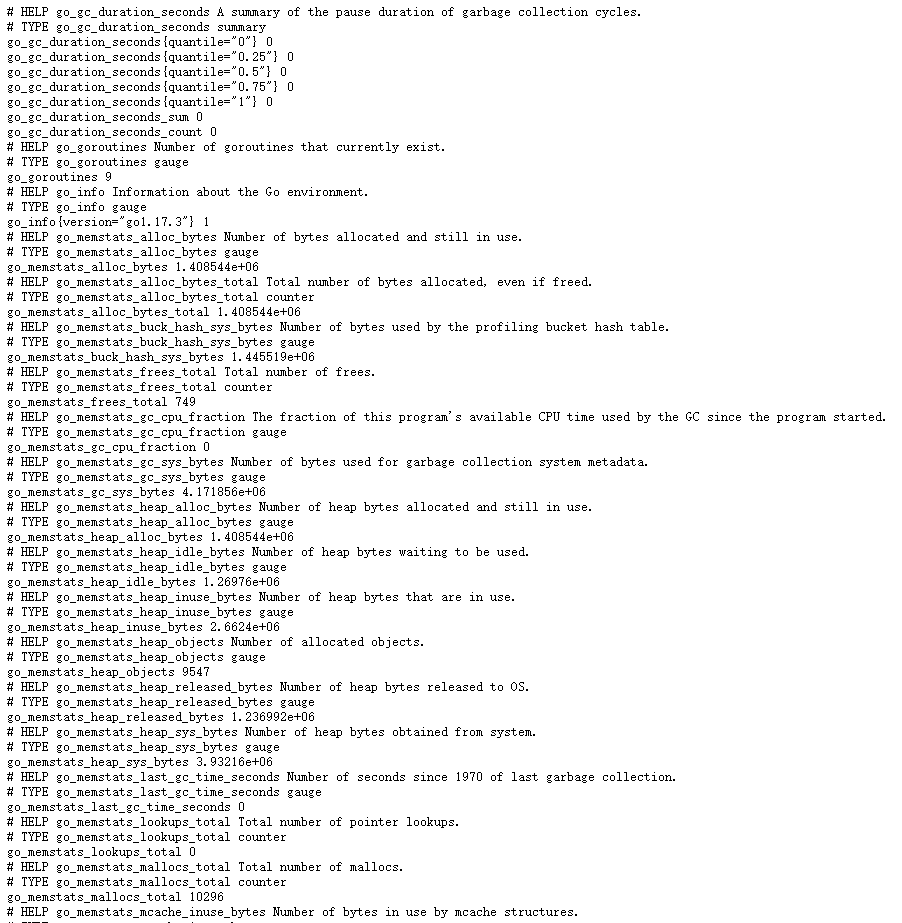 # HELP go_gc_duration_seconds A summary of the pause duration of garbage collection cycles.
# TYPE go_gc_duration_seconds summary
go_gc_duration_seconds{quantile="0"} 0
go_gc_duration_seconds{quantile="0.25"} 0
go_gc_duration_seconds{quantile="0.5"} 0
go_gc_duration_seconds{quantile="0.75"} 0
go_gc_duration_seconds{quantile="1"} 0
go_gc_duration_seconds_sum 0
go_gc_duration_seconds_count 0
# HELP go_goroutines Number of goroutines that currently exist.
# TYPE go_goroutines gauge
go_goroutines 9
# HELP go_info Information about the Go environment.
# TYPE go_info gauge
go_info{version="go1.17.3"} 1
# HELP go_memstats_alloc_bytes Number of bytes allocated and still in use.
# TYPE go_memstats_alloc_bytes gauge
go_memstats_alloc_bytes 1.408544e+06
# HELP go_memstats_alloc_bytes_total Total number of bytes allocated, even if freed.
# TYPE go_memstats_alloc_bytes_total counter
go_memstats_alloc_bytes_total 1.408544e+06
# HELP go_memstats_buck_hash_sys_bytes Number of bytes used by the profiling bucket hash table.
# TYPE go_memstats_buck_hash_sys_bytes gauge
go_memstats_buck_hash_sys_bytes 1.445519e+06
# HELP go_memstats_frees_total Total number of frees.
# TYPE go_memstats_frees_total counter
go_memstats_frees_total 749
# HELP go_memstats_gc_cpu_fraction The fraction of this program's available CPU time used by the GC since the program started.
# TYPE go_memstats_gc_cpu_fraction gauge
go_memstats_gc_cpu_fraction 0
# HELP go_memstats_gc_sys_bytes Number of bytes used for garbage collection system metadata.
# TYPE go_memstats_gc_sys_bytes gauge
go_memstats_gc_sys_bytes 4.171856e+06
# HELP go_memstats_heap_alloc_bytes Number of heap bytes allocated and still in use.
# TYPE go_memstats_heap_alloc_bytes gauge
go_memstats_heap_alloc_bytes 1.408544e+06
# HELP go_memstats_heap_idle_bytes Number of heap bytes waiting to be used.
# TYPE go_memstats_heap_idle_bytes gauge
go_memstats_heap_idle_bytes 1.26976e+06
# HELP go_memstats_heap_inuse_bytes Number of heap bytes that are in use.
# TYPE go_memstats_heap_inuse_bytes gauge
go_memstats_heap_inuse_bytes 2.6624e+06
# HELP go_memstats_heap_objects Number of allocated objects.
# TYPE go_memstats_heap_objects gauge
go_memstats_heap_objects 9547
# HELP go_memstats_heap_released_bytes Number of heap bytes released to OS.
# TYPE go_memstats_heap_released_bytes gauge
go_memstats_heap_released_bytes 1.236992e+06
# HELP go_memstats_heap_sys_bytes Number of heap bytes obtained from system.
# TYPE go_memstats_heap_sys_bytes gauge
go_memstats_heap_sys_bytes 3.93216e+06
# HELP go_memstats_last_gc_time_seconds Number of seconds since 1970 of last garbage collection.
# TYPE go_memstats_last_gc_time_seconds gauge
go_memstats_last_gc_time_seconds 0
# HELP go_memstats_lookups_total Total number of pointer lookups.
# TYPE go_memstats_lookups_total counter
go_memstats_lookups_total 0
# HELP go_memstats_mallocs_total Total number of mallocs.
# TYPE go_memstats_mallocs_total counter
go_memstats_mallocs_total 10296
# HELP go_memstats_mcache_inuse_bytes Number of bytes in use by mcache structures.